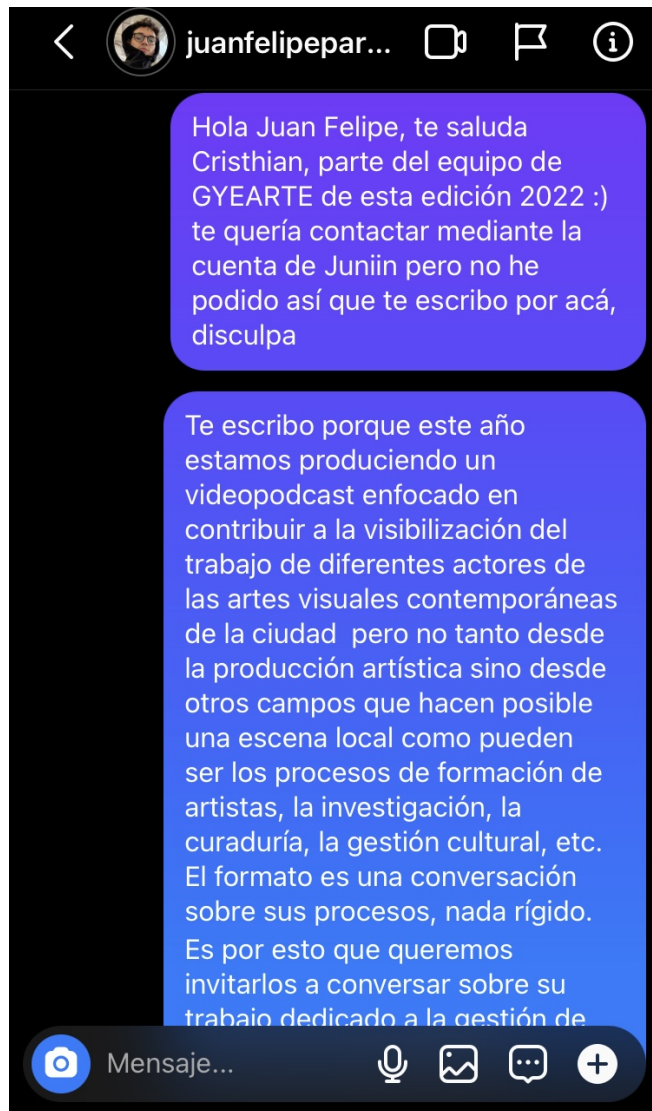 juanfelipepar...
Hola Juan Felipe, te saluda
Cristhian, parte del equipo de
GYEARTE de esta edición 2022 :)
te quería contactar mediante la
cuenta de Juniin pero no he
podido así que te escribo por acá,
disculpa
Te escribo porque este año
estamos produciendo un
videopodcast enfocado en
contribuir a la visibilización del
trabajo de diferentes actores de
las artes visuales contemporáneas
de la ciudad  pero no tanto desde
la producción artística sino desde
otros campos que hacen posible
una escena local como pueden
ser los procesos de formación de
artistas, la investigación, la
curaduría, la gestión cultural, etc.
El formato es una conversación
sobre sus procesos, nada rígido.
Es por esto que queremos
invitarlos a conversar sobre su
trabajo dedicado a la gestión de
Mensaje...